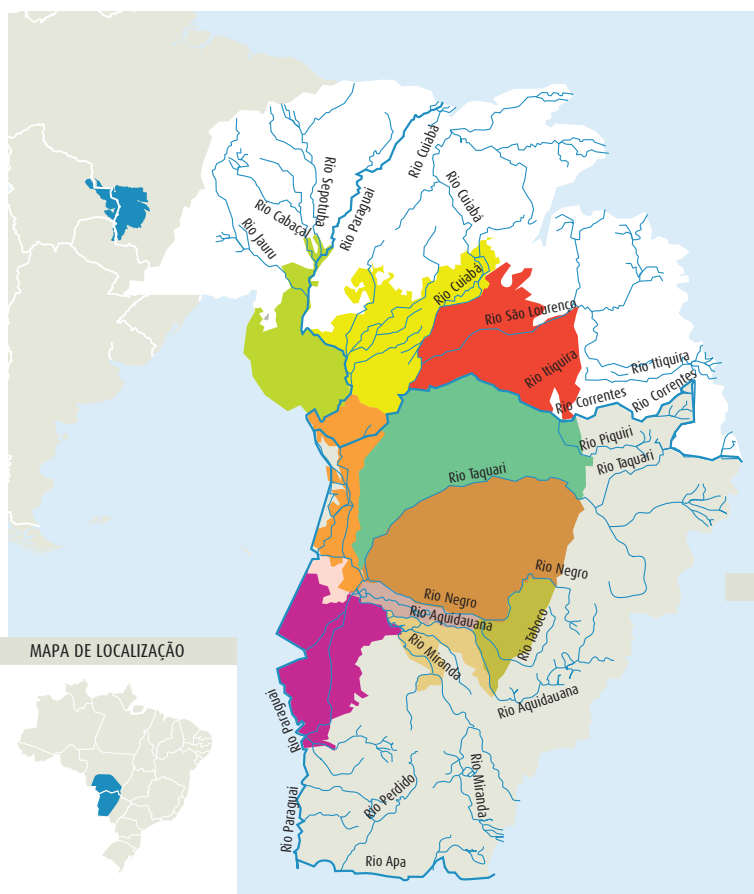 Rio Cuiabá
Rio Sepotuba
Rio Paraguai
Rio Cuiabá
Rio Cabaçal
Rio Jauru
Rio Cuiabá
Rio São Lourenço
Rio Itiquira
Rio Itiquira
Rio Correntes
Rio Correntes
Rio Piquiri
Rio Taquari
Rio Taquari
Rio Negro
Rio Negro
Rio Aquidauana
Rio Taboco
Rio Miranda
MAPA DE LOCALIZAÇÃO
Rio Aquidauana
Rio Paraguai
Rio Miranda
Rio Perdido
Rio Paraguai
Rio Apa